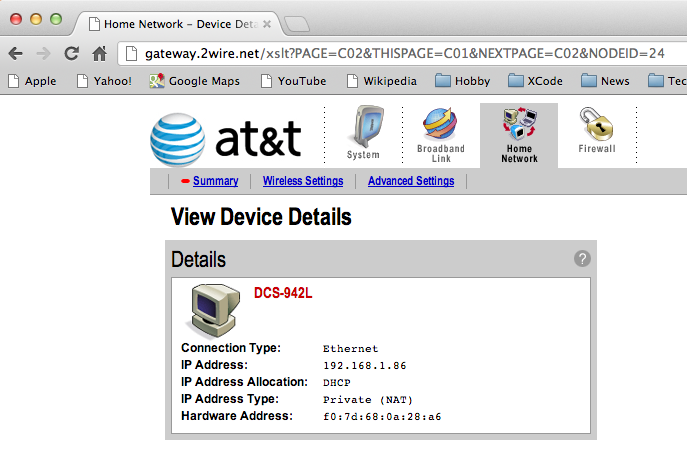 Home Network – Device Deta
gateway.2wire.net/xslt?PAGE=C02&THISPAGE=C01&NEXTPAGE=C02&NODEID=24
Apple Yahoo! Google Maps YouTube Wikipedia Hobby XCode News Tec
at&t
System Broadband Link Home Network Firewall
Summary Wireless Settings Advanced Settings
View Device Details
Details ?
DCS-942L
Connection Type: Ethernet
IP Address: 192.168.1.86
IP Address Allocation: DHCP
IP Address Type: Private (NAT)
Hardware Address: f0:7d:68:0a:28:a6